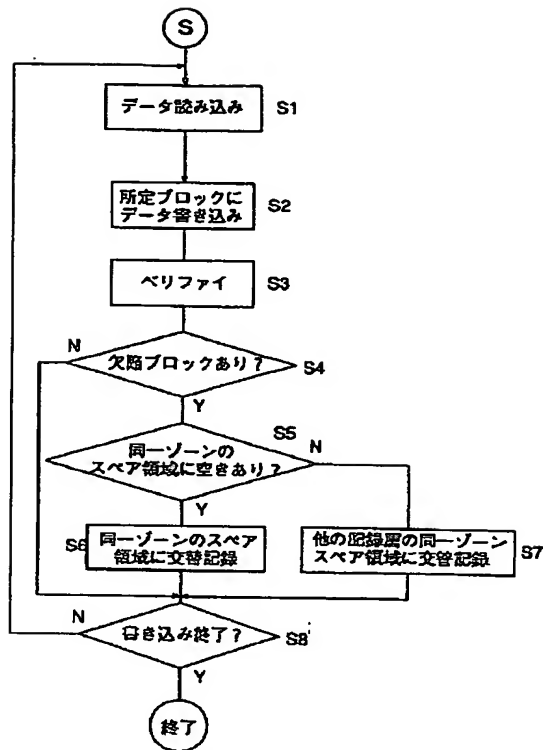 S
データ読み込み
S1
所定ブロックに
データ書き込み
S2
ベリファイ
S3
N
欠陥ブロックあり？
S4
Y
S5
同一ゾーンの
スペア領域に空きあり？
N
Y
S6
同一ゾーンのスペア
領域に交替記録
他の記録層の同一ゾーン
スペア領域に交替記録
S7
N
書き込み終了？
S8
Y
終了